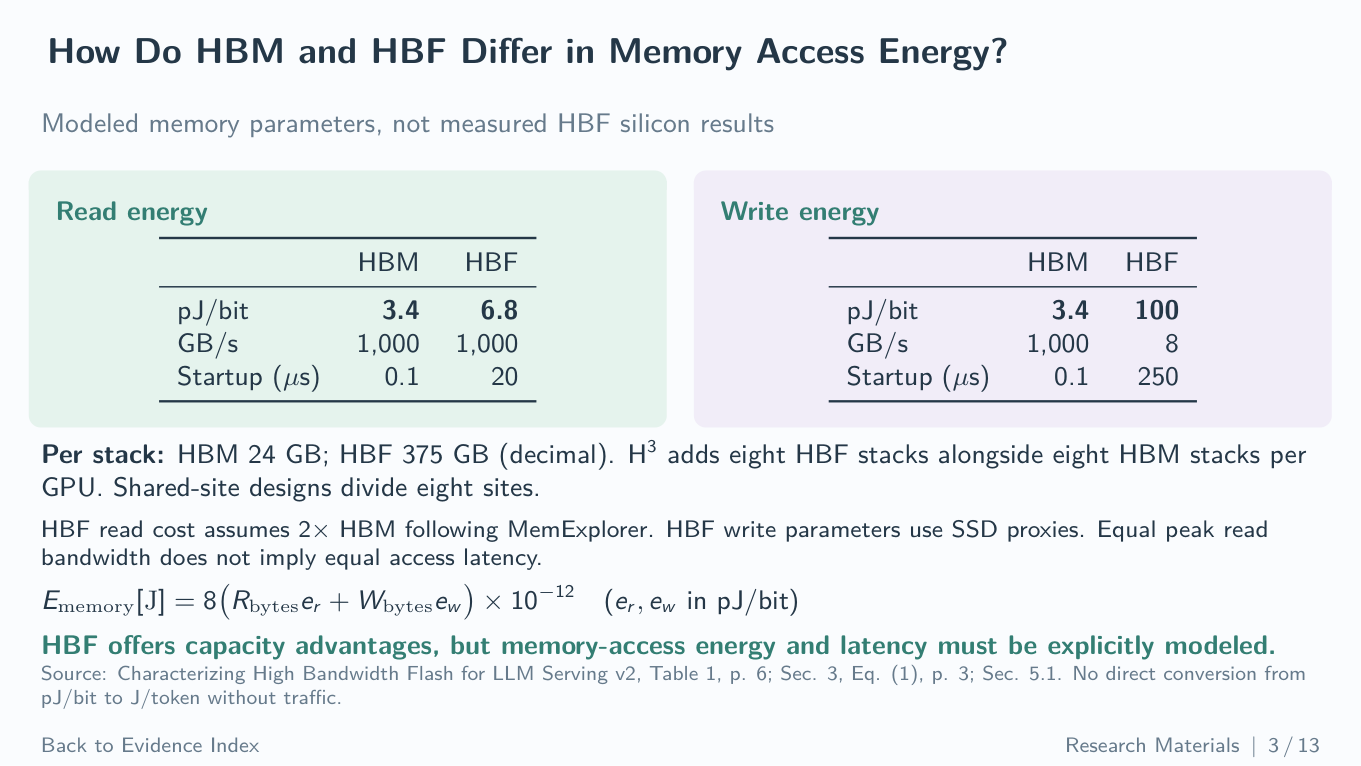 How Do HBM and HBF Differ in Memory Access Energy?
Modeled memory parameters, not measured HBF silicon results
Read energy
HBM HBF
pJ/bit 3.4 6.8
GB/s 1,000 1,000
Startup (μs) 0.1 20
Write energy
HBM HBF
pJ/bit 3.4 100
GB/s 1,000 8
Startup (μs) 0.1 250
Per stack: HBM 24 GB; HBF 375 GB (decimal). H³ adds eight HBF stacks alongside eight HBM stacks per
GPU. Shared-site designs divide eight sites.
HBF read cost assumes 2× HBM following MemExplorer. HBF write parameters use SSD proxies. Equal peak read
bandwidth does not imply equal access latency.
E_memory[J] = 8(R_bytes e_r + W_bytes e_w) × 10⁻¹² (e_r, e_w in pJ/bit)
HBF offers capacity advantages, but memory-access energy and latency must be explicitly modeled.
Source: Characterizing High Bandwidth Flash for LLM Serving v2, Table 1, p. 6; Sec. 3, Eq. (1), p. 3; Sec. 5.1. No direct conversion from
pJ/bit to J/token without traffic.
Back to Evidence Index
Research Materials | 3 / 13